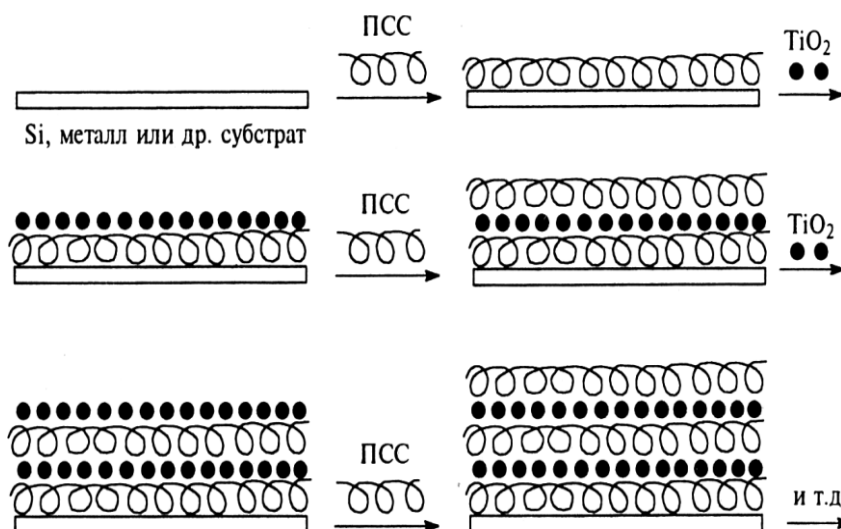 ПСС
TiO2
Si, металл или др. субстрат
ПСС
TiO2
ПСС
и т.д